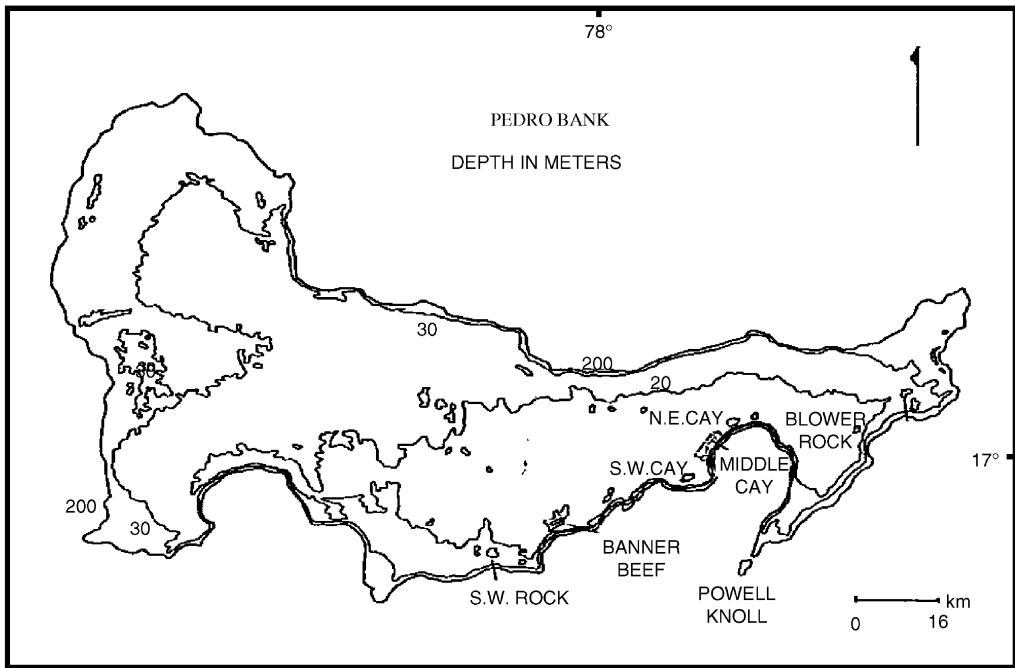 78°
PEDRO BANK
DEPTH IN METERS
30
200
20
N.E.CAY
BLOWER
ROCK
S.W.CAY
MIDDLE
CAY
17°
200
30
BANNER
BEEF
S.W. ROCK
POWELL
KNOLL
km
0
16